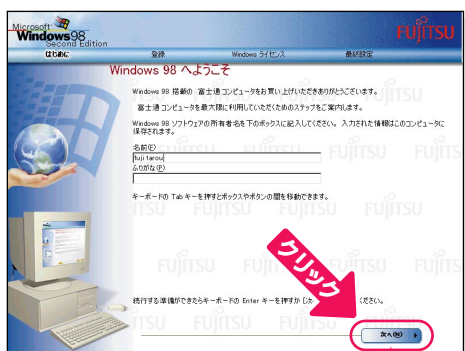 Microsoft
Windows98
Second Edition
FUJITSU
はじめに 登録 Windows ライセンス 最終設定
Windows 98 へようこそ
Windows 98 搭載の 富士通コンピュータをお買い上げいただきありがとうございます。
富士通コンピュータを最大限に利用していただくためのステップをご案内します。
Windows 98 ソフトウェアの所有者名を下のボックスに記入してください。 入力された情報はこのコンピュータに
保存されます。
名前(F)
fuji tarou
ふりがな(P)
キーボードの Tab キーを押すとボックスやボタンの間を移動できます。
クリック
続行する準備ができたらキーボードの Enter キーを押すか [次 ください。
次へ(N)